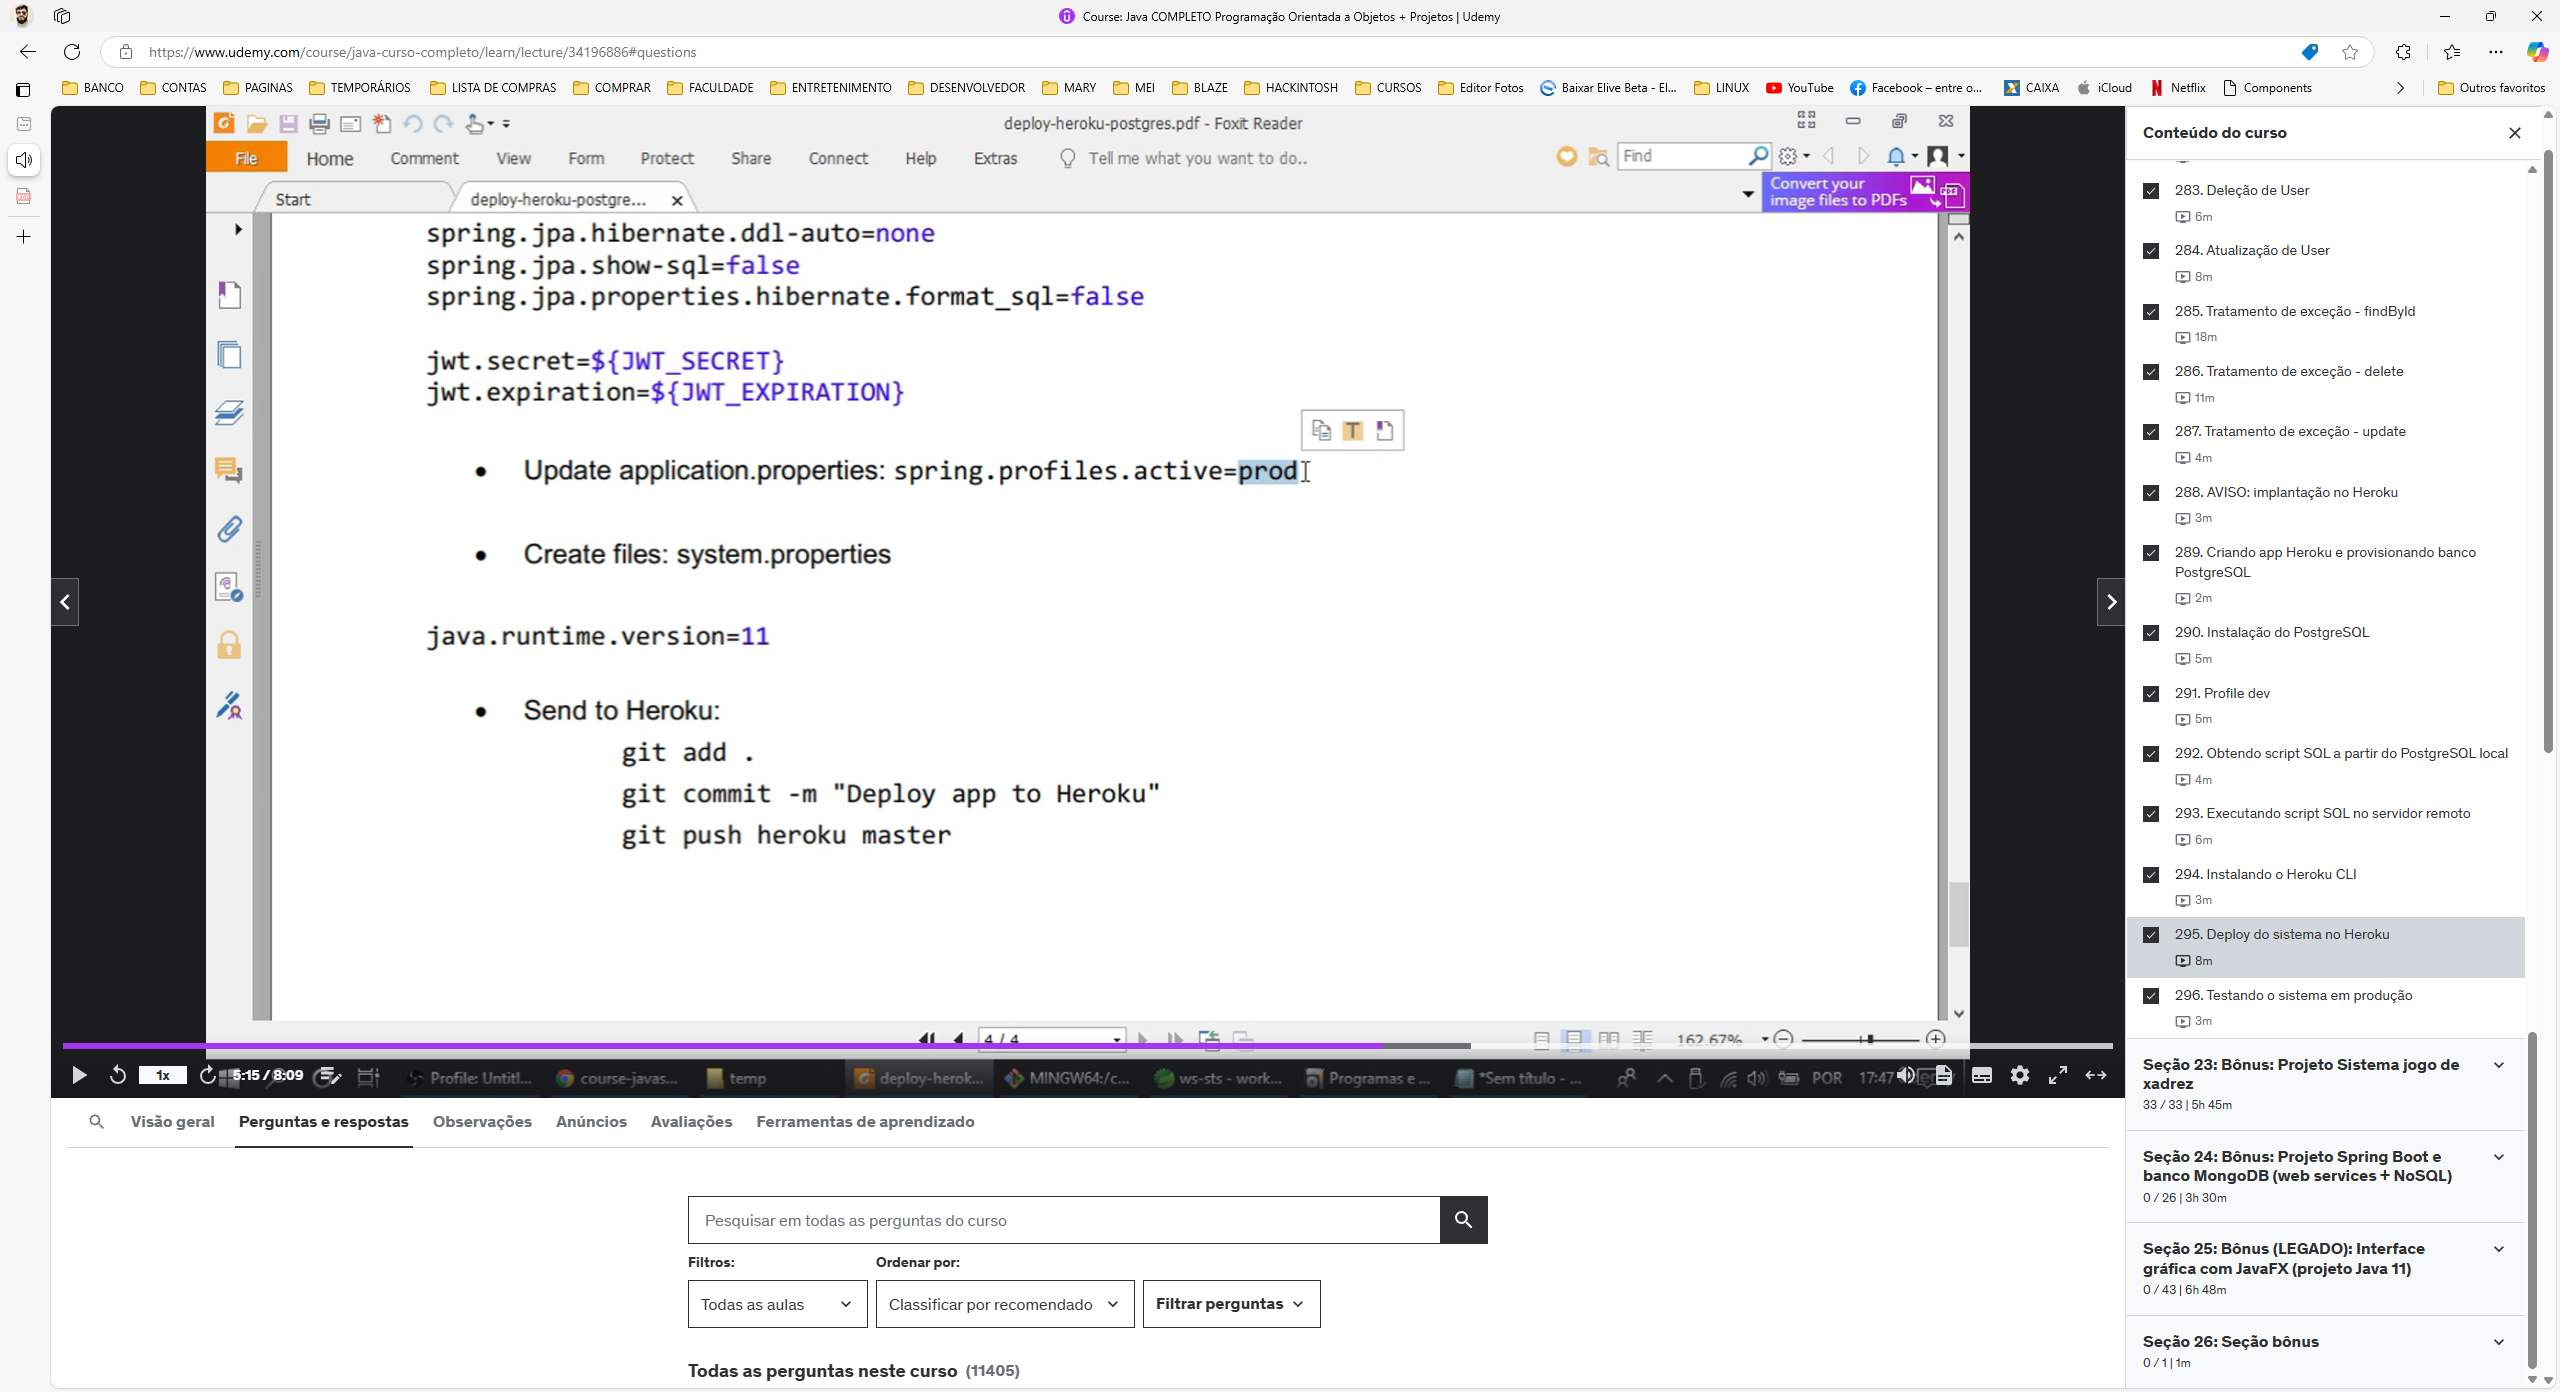 Course: Java COMPLETO Programação Orientada a Objetos + Projetos | Udemy
https://www.udemy.com/course/java-curso-completo/learn/lecture/34196886#questions
BANCO CONTAS PAGINAS TEMPORÁRIOS LISTA DE COMPRAS COMPRAR FACULDADE ENTRETENIMENTO DESENVOLVEDOR MARY MEI BLAZE HACKINTOSH CURSOS Editor Fotos Baixar Elive Beta - El... LINUX YouTube Facebook – entre o... CAIXA iCloud Netflix Components Outros favoritos
deploy-heroku-postgres.pdf - Foxit Reader
File Home Comment View Form Protect Share Connect Help Extras Tell me what you want to do.. Find
Start deploy-heroku-postgre...
Convert your
image files to PDFs
spring.jpa.hibernate.ddl-auto=none
spring.jpa.show-sql=false
spring.jpa.properties.hibernate.format_sql=false
jwt.secret=${JWT_SECRET}
jwt.expiration=${JWT_EXPIRATION}
• Update application.properties: spring.profiles.active=prod
• Create files: system.properties
java.runtime.version=11
• Send to Heroku:
git add .
git commit -m "Deploy app to Heroku"
git push heroku master
4 / 4
162.67%
1x 5:15 / 8:09
Profile: Untitl... course-javas... temp deploy-herok... MINGW64:/c... ws-sts - work... Programas e ... *Sem título - ... POR 17:47
Visão geral Perguntas e respostas Observações Anúncios Avaliações Ferramentas de aprendizado
Pesquisar em todas as perguntas do curso
Filtros: Ordenar por:
Todas as aulas Classificar por recomendado Filtrar perguntas
Todas as perguntas neste curso (11405)
Conteúdo do curso
283. Deleção de User
6m
284. Atualização de User
8m
285. Tratamento de exceção - findById
18m
286. Tratamento de exceção - delete
11m
287. Tratamento de exceção - update
4m
288. AVISO: implantação no Heroku
3m
289. Criando app Heroku e provisionando banco
PostgreSQL
2m
290. Instalação do PostgreSQL
5m
291. Profile dev
5m
292. Obtendo script SQL a partir do PostgreSQL local
4m
293. Executando script SQL no servidor remoto
6m
294. Instalando o Heroku CLI
3m
295. Deploy do sistema no Heroku
8m
296. Testando o sistema em produção
3m
Seção 23: Bônus: Projeto Sistema jogo de
xadrez
33 / 33 | 5h 45m
Seção 24: Bônus: Projeto Spring Boot e
banco MongoDB (web services + NoSQL)
0 / 26 | 3h 30m
Seção 25: Bônus (LEGADO): Interface
gráfica com JavaFX (projeto Java 11)
0 / 43 | 6h 48m
Seção 26: Seção bônus
0 / 1 | 1m